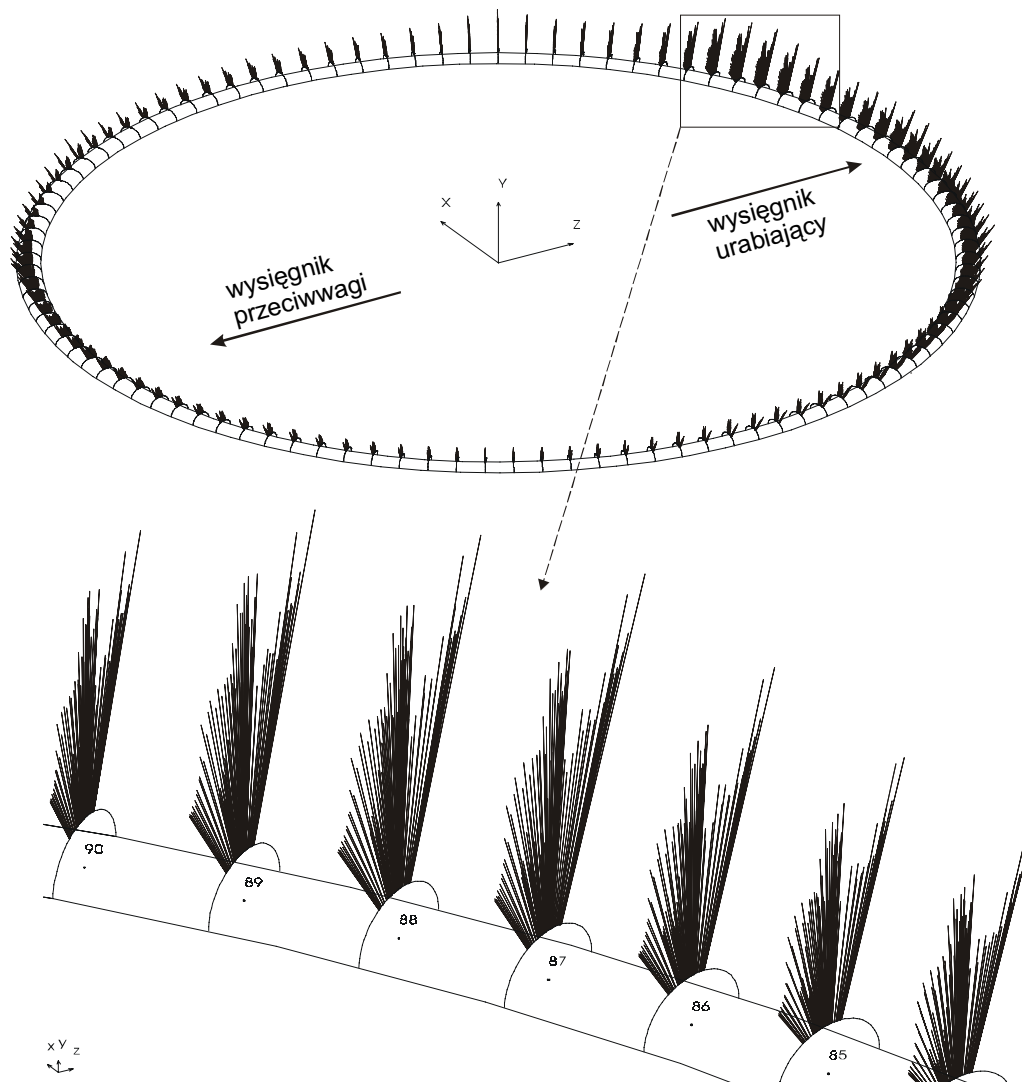 Y
X
Z
wysięgnik
urabiający
wysięgnik
przeciwwagi
90
89
88
87
86
85
X Y Z